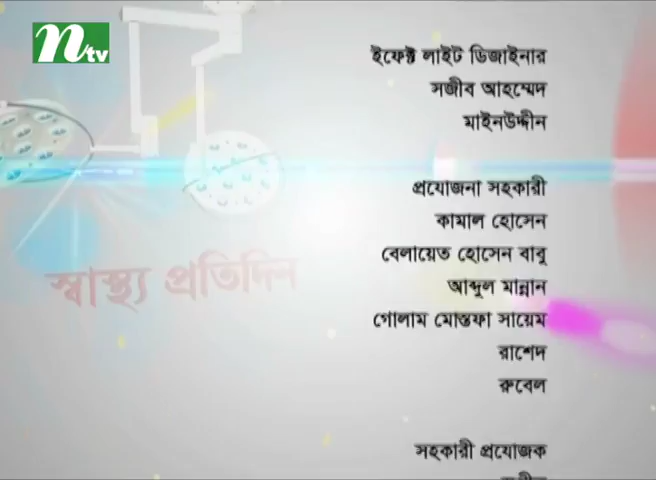 ntv
ইফেক্ট লাইট ডিজাইনার
সজীব আহম্মেদ
মাইনউদ্দীন
প্রযোজনা সহকারী
কামাল হোসেন
বেলায়েত হোসেন বাবু
আব্দুল মান্নান
স্বাস্থ্য প্রতিদিন
গোলাম মোস্তফা সায়েম
রাশেদ
রুবেল
সহকারী প্রযোজক